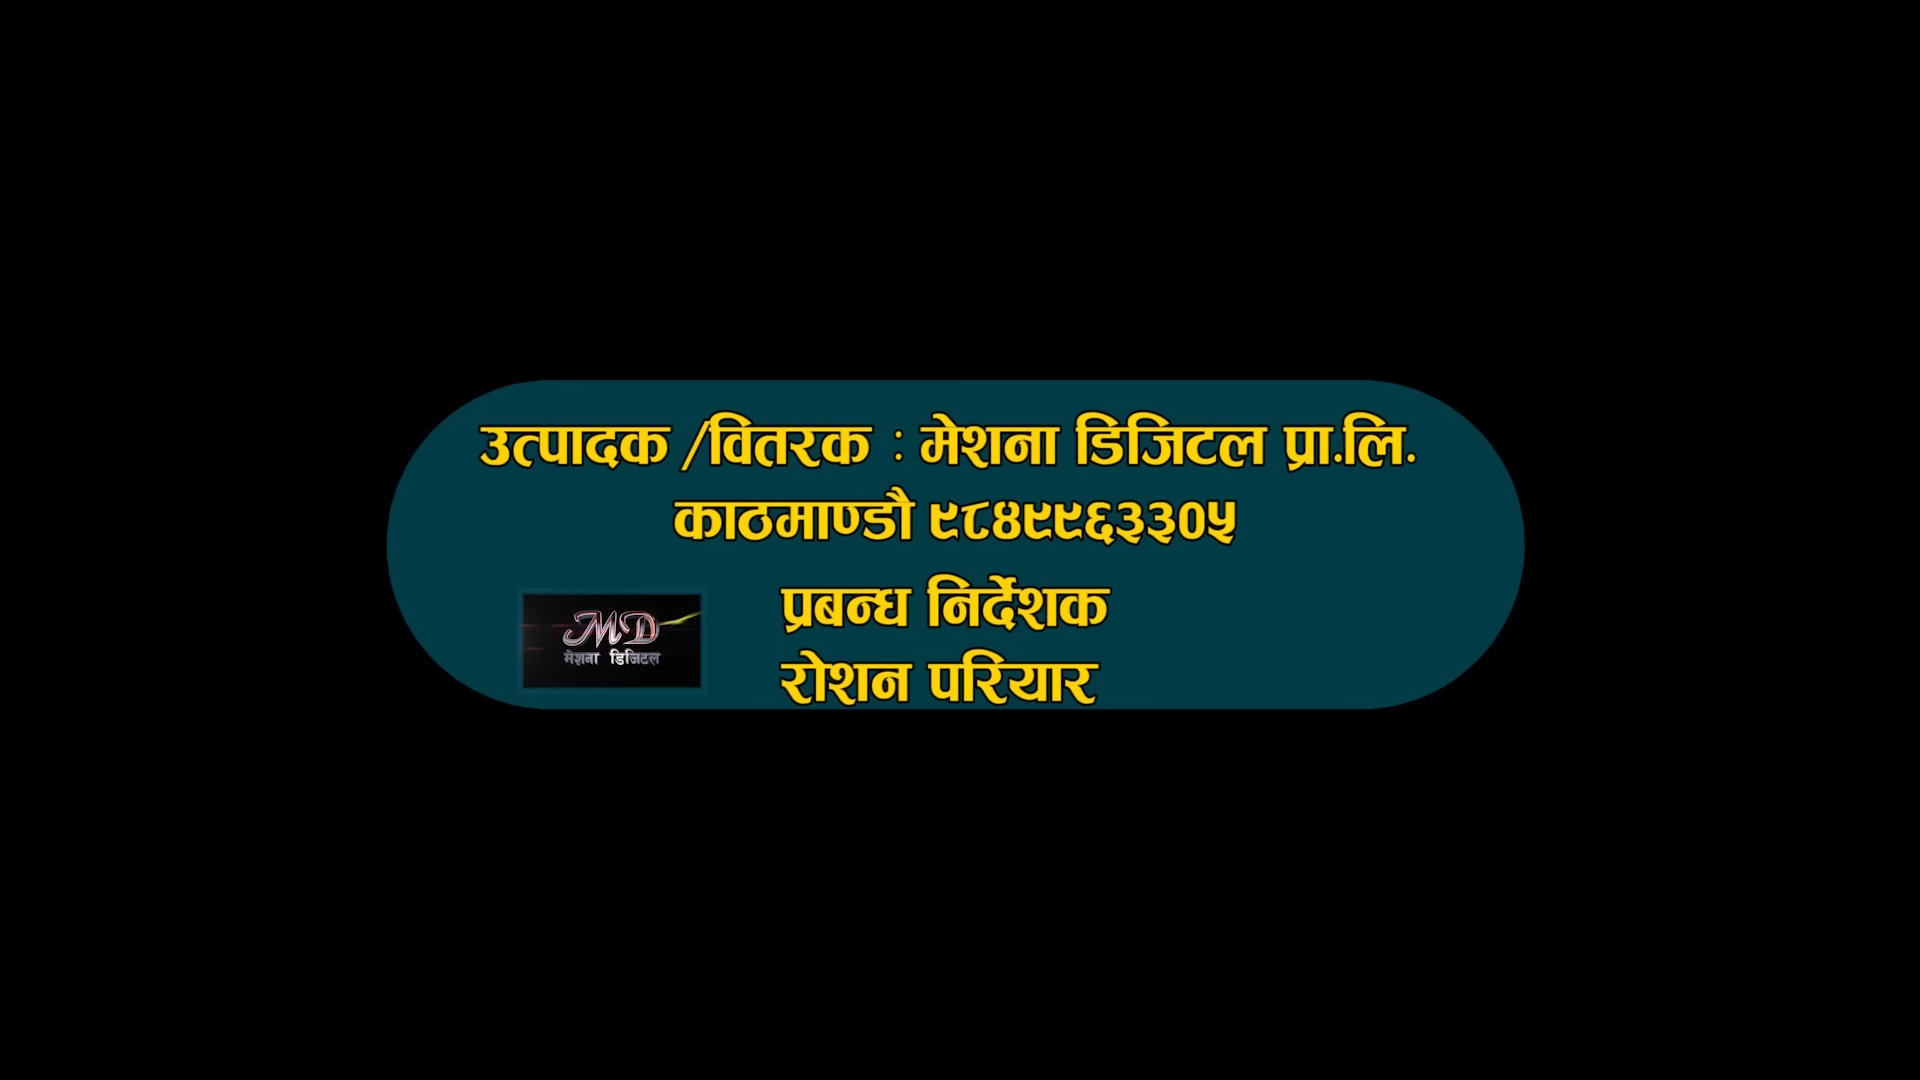 उत्पादक /वितरक : मेशना डिजिटल प्रा.लि.
काठमाण्डौ ९८४९९६३३०५
प्रबन्ध निर्देशक
रोशन परियार
MD
मेशना डिजिटल